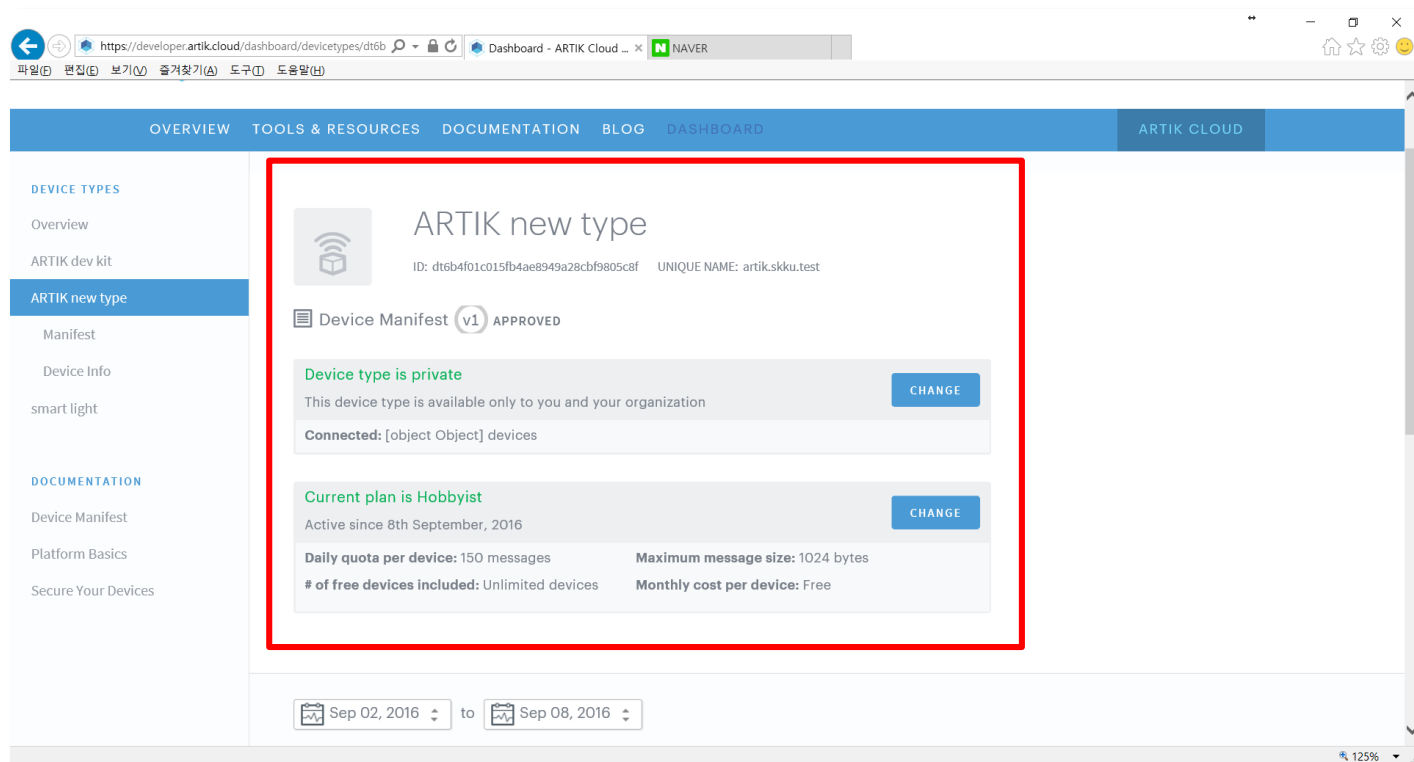 https://developer.artik.cloud/dashboard/devicetypes/dt6b
Dashboard - ARTIK Cloud ...
NAVER
파일(F) 편집(E) 보기(V) 즐겨찾기(A) 도구(T) 도움말(H)
OVERVIEW TOOLS & RESOURCES DOCUMENTATION BLOG DASHBOARD ARTIK CLOUD
DEVICE TYPES
Overview
ARTIK dev kit
ARTIK new type
Manifest
Device Info
smart light
DOCUMENTATION
Device Manifest
Platform Basics
Secure Your Devices
ARTIK new type
ID: dt6b4f01c015fb4ae8949a28cbf9805c8f UNIQUE NAME: artik.skku.test
Device Manifest v1 APPROVED
Device type is private
This device type is available only to you and your organization
CHANGE
Connected: [object Object] devices
Current plan is Hobbyist
Active since 8th September, 2016
CHANGE
Daily quota per device: 150 messages Maximum message size: 1024 bytes
# of free devices included: Unlimited devices Monthly cost per device: Free
Sep 02, 2016 to Sep 08, 2016
125%